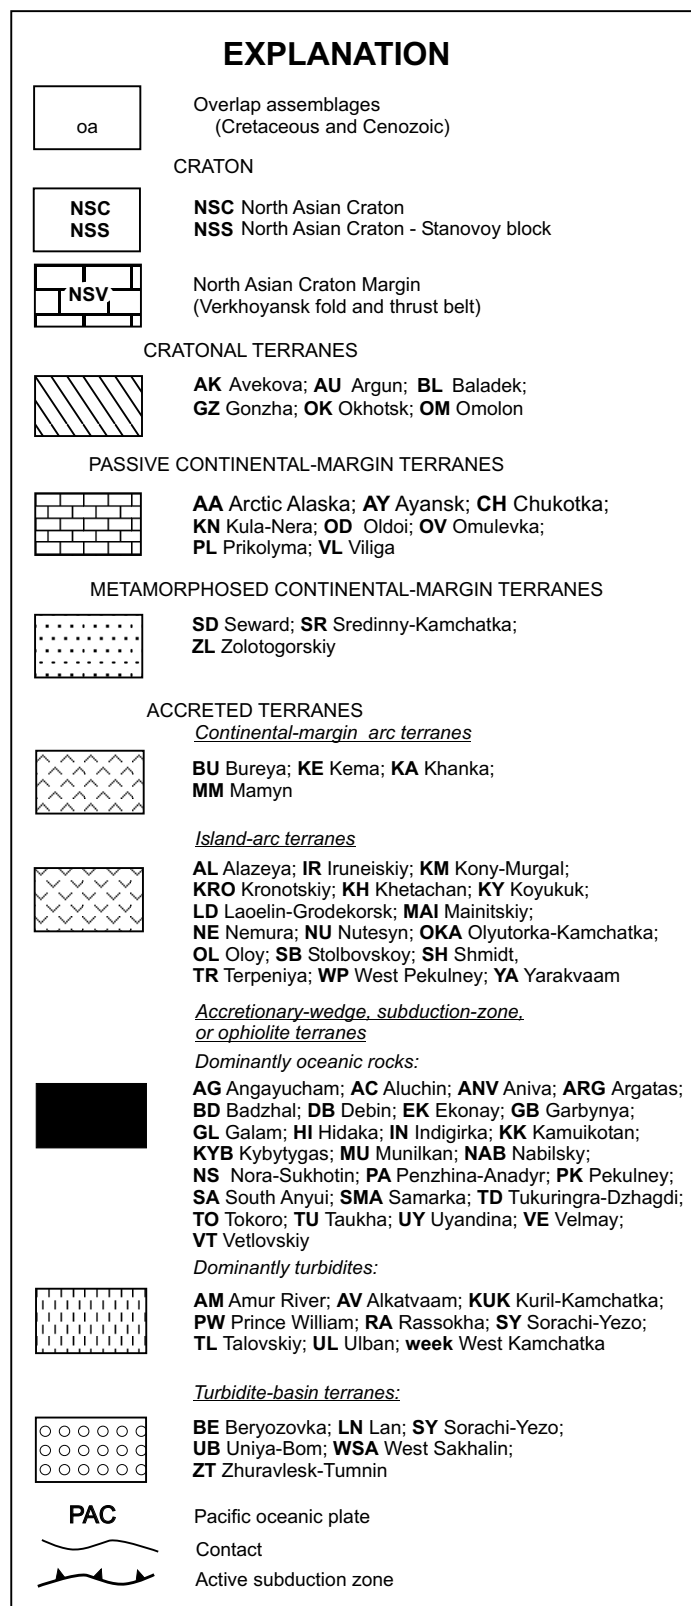 EXPLANATION
oa
Overlap assemblages
(Cretaceous and Cenozoic)
CRATON
NSC
NSS
NSC North Asian Craton
NSS North Asian Craton - Stanovoy block
NSV
North Asian Craton Margin
(Verkhoyansk fold and thrust belt)
CRATONAL TERRANES
AK Avekova; AU Argun; BL Baladek;
GZ Gonzha; OK Okhotsk; OM Omolon
PASSIVE CONTINENTAL-MARGIN TERRANES
AA Arctic Alaska; AY Ayansk; CH Chukotka;
KN Kula-Nera; OD Oldoi; OV Omulevka;
PL Prikolyma; VL Viliga
METAMORPHOSED CONTINENTAL-MARGIN TERRANES
SD Seward; SR Sredinny-Kamchatka;
ZL Zolotogorskiy
ACCRETED TERRANES
Continental-margin arc terranes
BU Bureya; KE Kema; KA Khanka;
MM Mamyn
Island-arc terranes
AL Alazeya; IR Iruneiskiy; KM Kony-Murgal;
KRO Kronotskiy; KH Khetachan; KY Koyukuk;
LD Laoelin-Grodekorsk; MAI Mainitskiy;
NE Nemura; NU Nutesyn; OKA Olyutorka-Kamchatka;
OL Oloy; SB Stolbovskoy; SH Shmidt,
TR Terpeniya; WP West Pekulney; YA Yarakvaam
Accretionary-wedge, subduction-zone,
or ophiolite terranes
Dominantly oceanic rocks:
AG Angayucham; AC Aluchin; ANV Aniva; ARG Argatas;
BD Badzhal; DB Debin; EK Ekonay; GB Garbynya;
GL Galam; HI Hidaka; IN Indigirka; KK Kamuikotan;
KYB Kybytygas; MU Munilkan; NAB Nabilsky;
NS Nora-Sukhotin; PA Penzhina-Anadyr; PK Pekulney;
SA South Anyui; SMA Samarka; TD Tukuringra-Dzhagdi;
TO Tokoro; TU Taukha; UY Uyandina; VE Velmay;
VT Vetlovskiy
Dominantly turbidites:
AM Amur River; AV Alkatvaam; KUK Kuril-Kamchatka;
PW Prince William; RA Rassokha; SY Sorachi-Yezo;
TL Talovskiy; UL Ulban; week West Kamchatka
Turbidite-basin terranes:
BE Beryozovka; LN Lan; SY Sorachi-Yezo;
UB Uniya-Bom; WSA West Sakhalin;
ZT Zhuravlesk-Tumnin
PAC Pacific oceanic plate
Contact
Active subduction zone